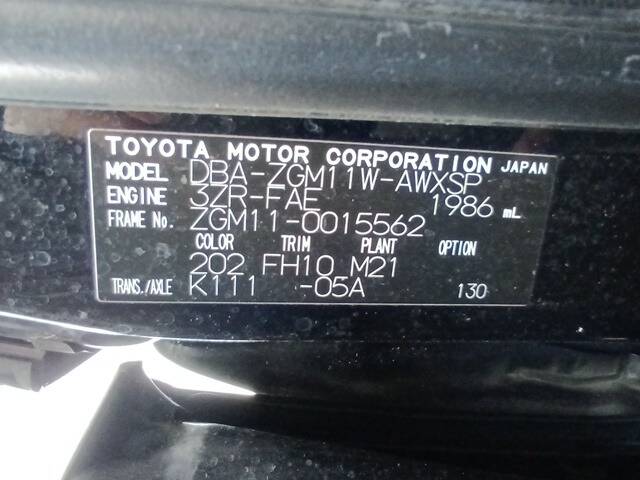 TOYOTA MOTOR CORPORATION JAPAN
MODEL DBA-ZGM11W-AWXSP
ENGINE 3ZR-FAE 1986 mL
FRAME No. ZGM11-0015562
COLOR TRIM PLANT OPTION
202 FH10 M21
TRANS./AXLE K111 -05A 130